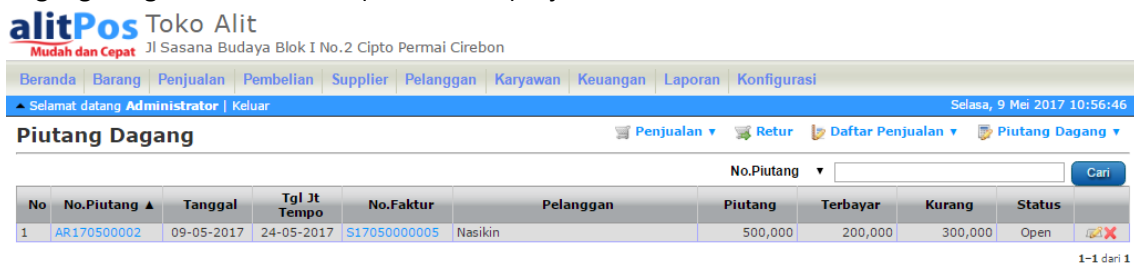 alitPos Toko Alit
Mudah dan Cepat Jl Sasana Budaya Blok I No.2 Cipto Permai Cirebon
Beranda Barang Penjualan Pembelian Supplier Pelanggan Karyawan Keuangan Laporan Konfigurasi
Selamat datang Administrator | Keluar Selasa, 9 Mei 2017 10:56:46
Piutang Dagang Penjualan ▼ Retur Daftar Penjualan ▼ Piutang Dagang ▼
No.Piutang ▼ Cari
No No.Piutang ▲ Tanggal Tgl Jt Tempo No.Faktur Pelanggan Piutang Terbayar Kurang Status
1 AR170500002 09-05-2017 24-05-2017 S17050000005 Nasikin 500,000 200,000 300,000 Open
1-1 dari 1